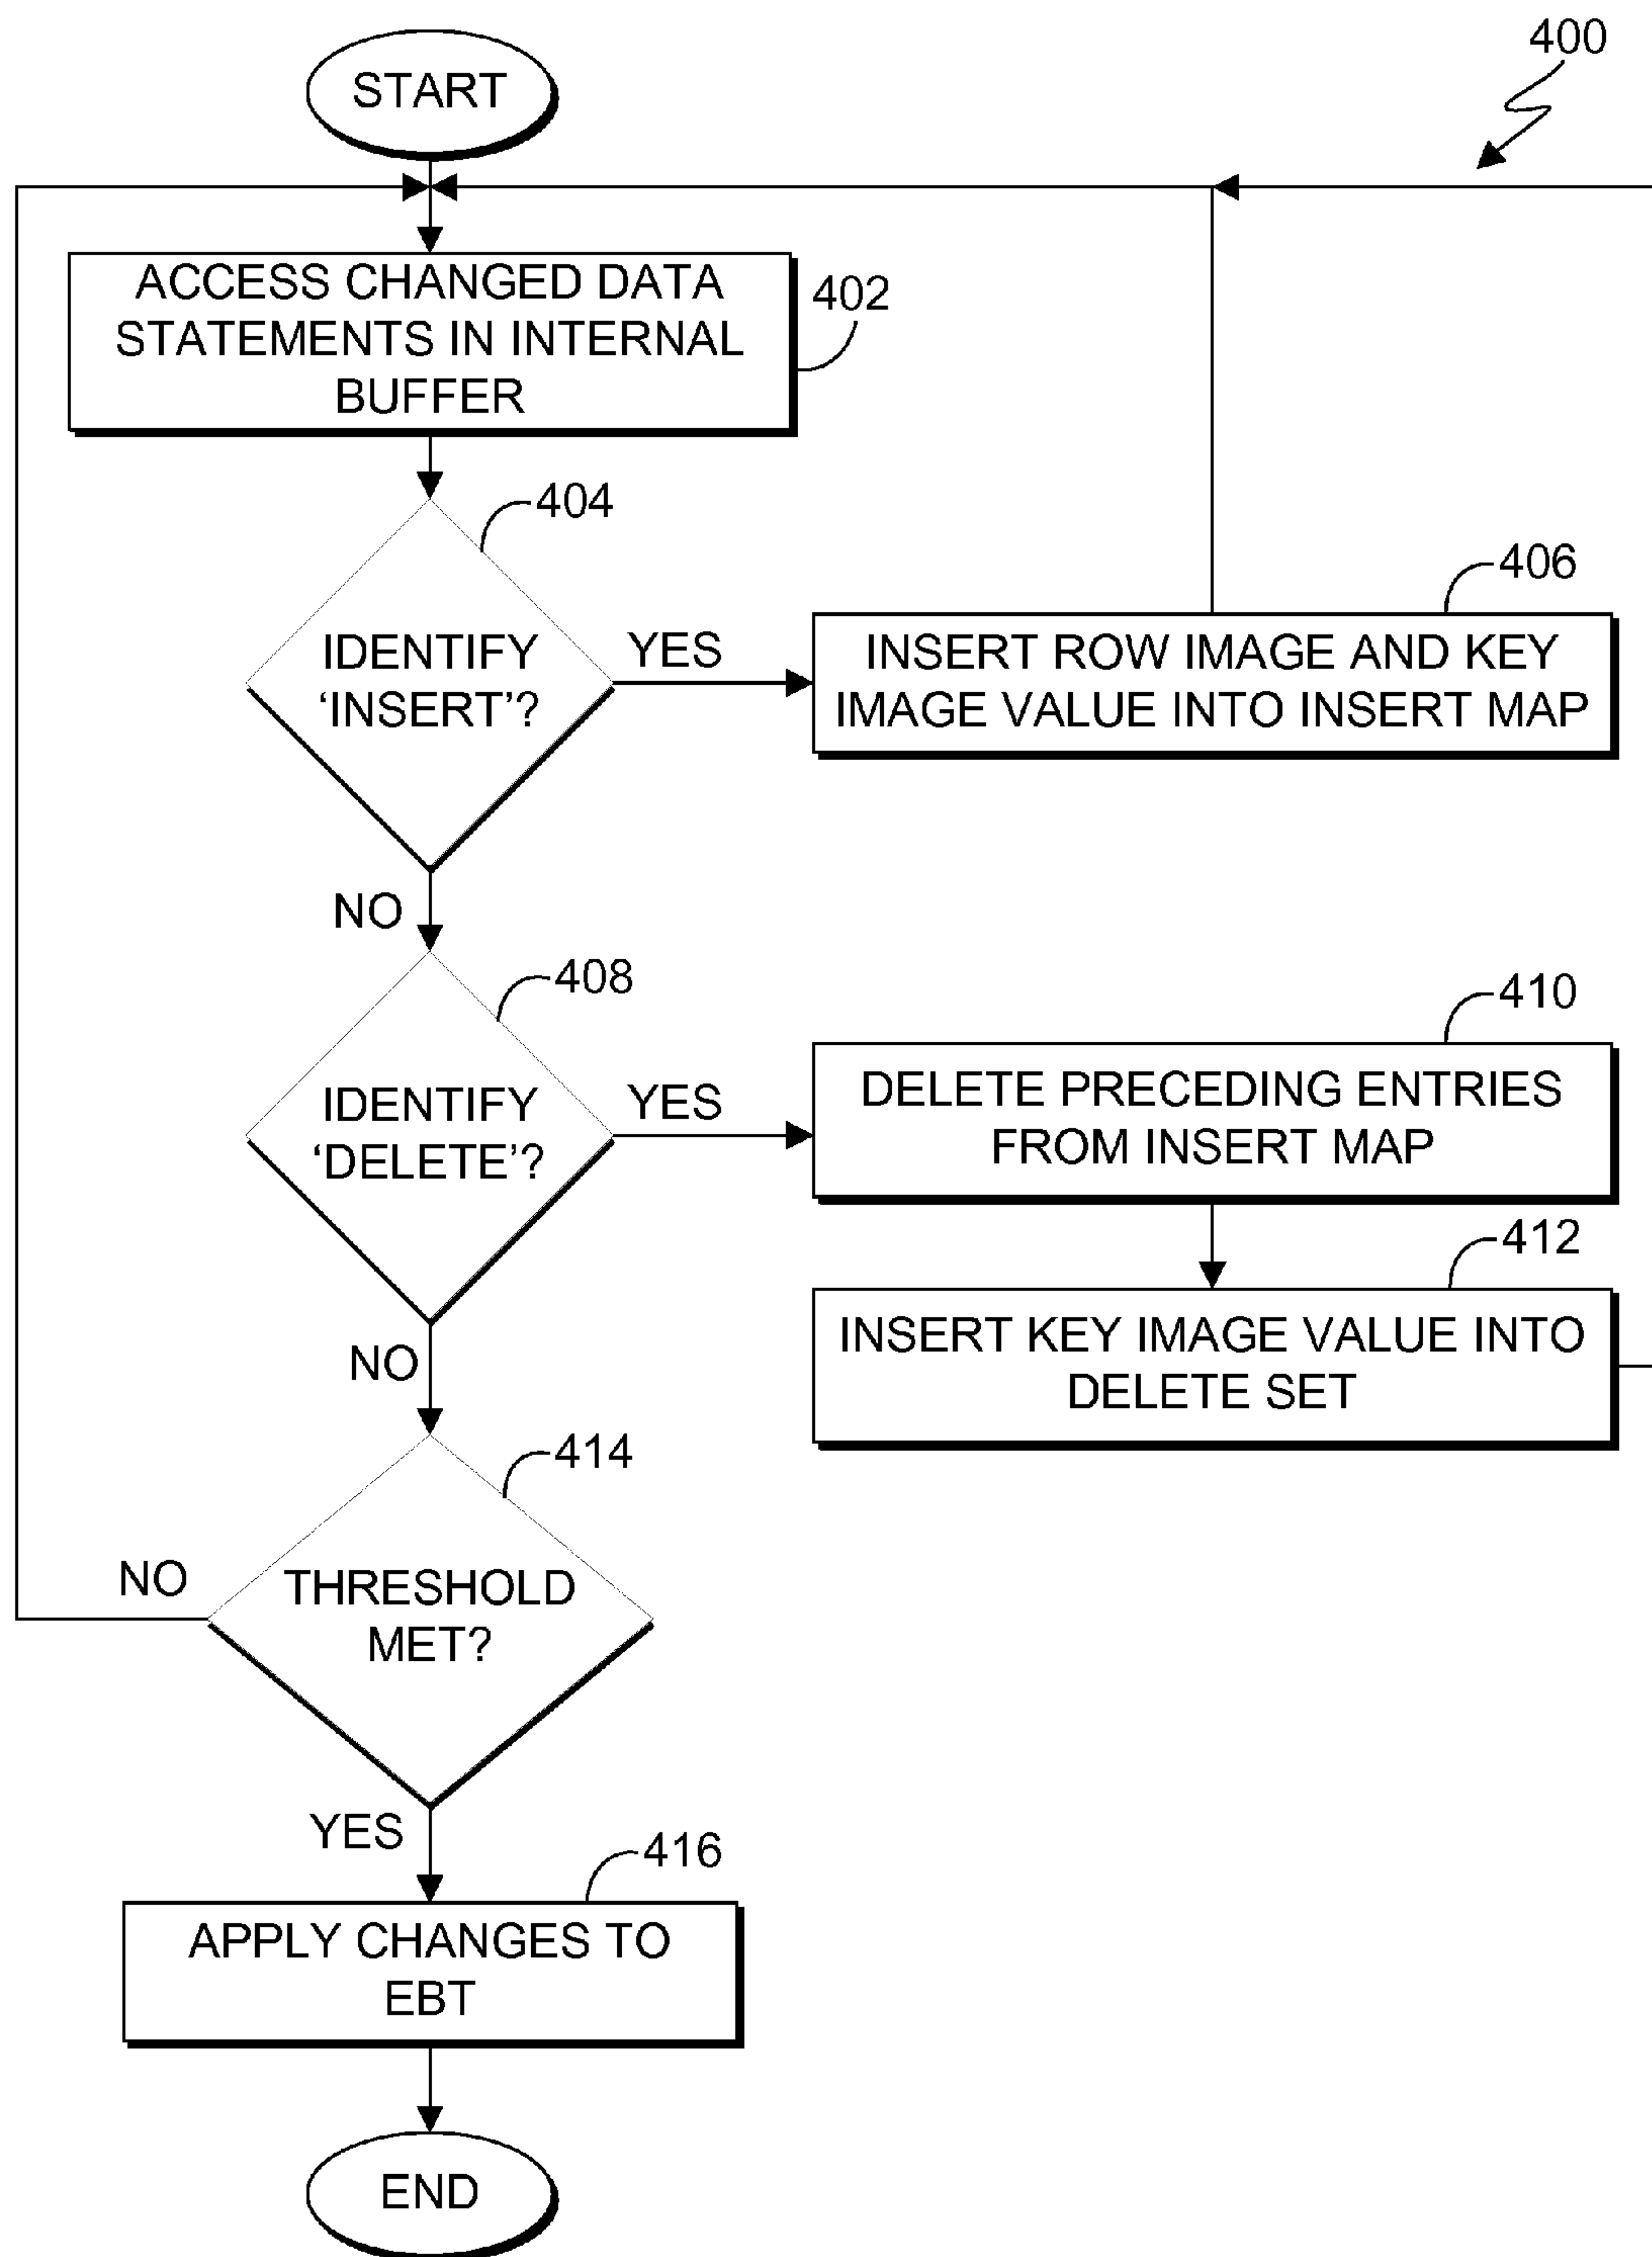 400
START
ACCESS CHANGED DATA
STATEMENTS IN INTERNAL
BUFFER
402
404
IDENTIFY
‘INSERT’?
YES
406
INSERT ROW IMAGE AND KEY
IMAGE VALUE INTO INSERT MAP
NO
408
IDENTIFY
‘DELETE’?
YES
410
DELETE PRECEDING ENTRIES
FROM INSERT MAP
412
INSERT KEY IMAGE VALUE INTO
DELETE SET
NO
414
THRESHOLD
MET?
NO
YES
416
APPLY CHANGES TO
EBT
END